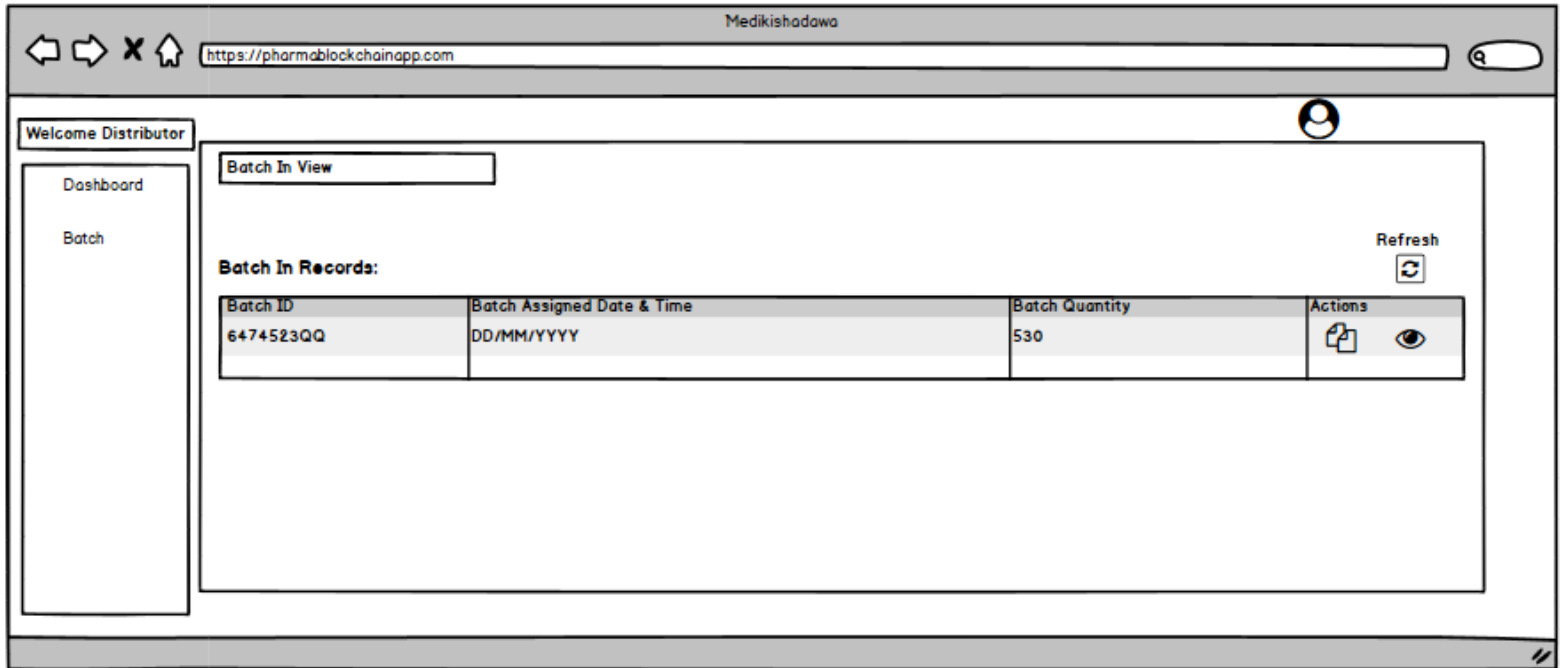 Medikishadawa
https://pharmablockchainapp.com
Welcome Distributor
Dashboard
Batch
Batch In View
Refresh
Batch In Records:
Batch ID Batch Assigned Date & Time Batch Quantity Actions
6474523QQ DD/MM/YYYY 530